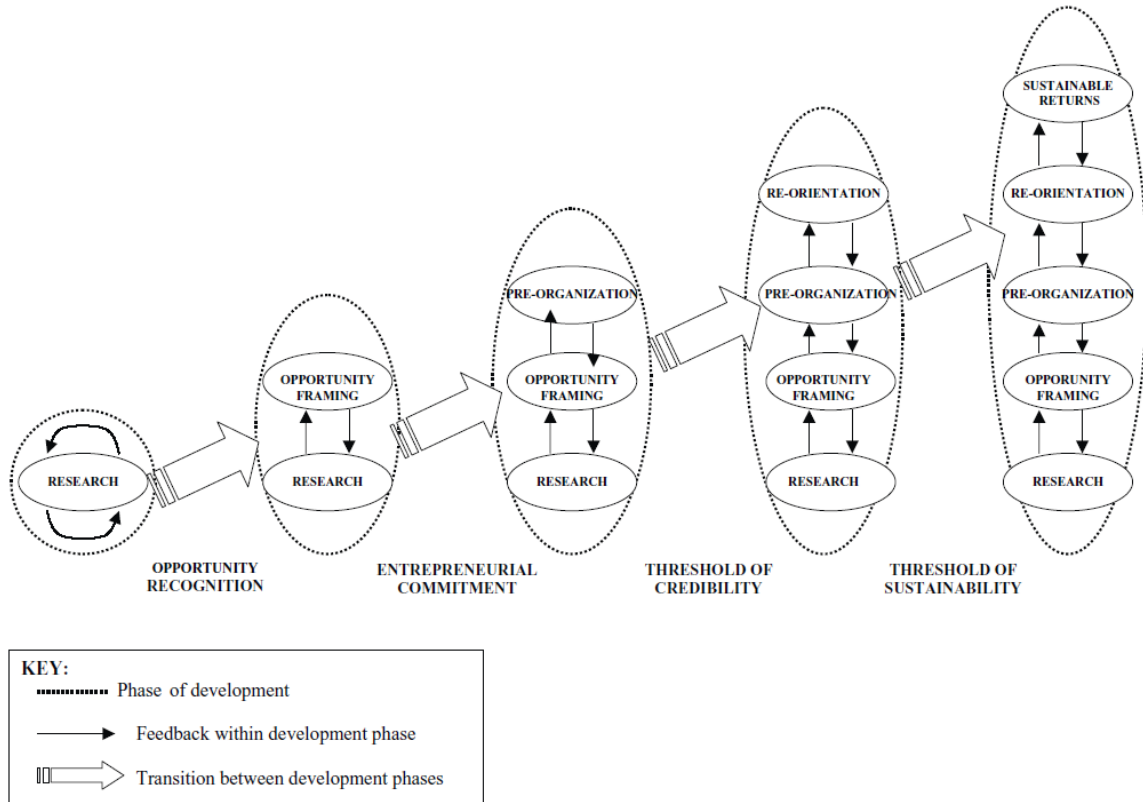 RESEARCH
OPPORTUNITY
FRAMING
RESEARCH
PRE-ORGANIZATION
OPPORTUNITY
FRAMING
RESEARCH
RE-ORIENTATION
PRE-ORGANIZATION
OPPORTUNITY
FRAMING
RESEARCH
SUSTAINABLE
RETURNS
RE-ORIENTATION
PRE-ORGANIZATION
OPPORUNITY
FRAMING
RESEARCH
OPPORTUNITY
RECOGNITION
ENTREPRENEURIAL
COMMITMENT
THRESHOLD OF
CREDIBILITY
THRESHOLD OF
SUSTAINABILITY
KEY:
Phase of development
Feedback within development phase
Transition between development phases